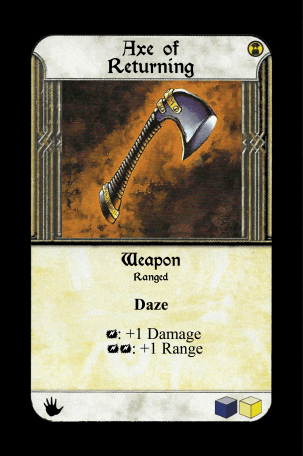 Axe of
Returning
Weapon
Ranged
Daze
: +1 Damage
: +1 Range